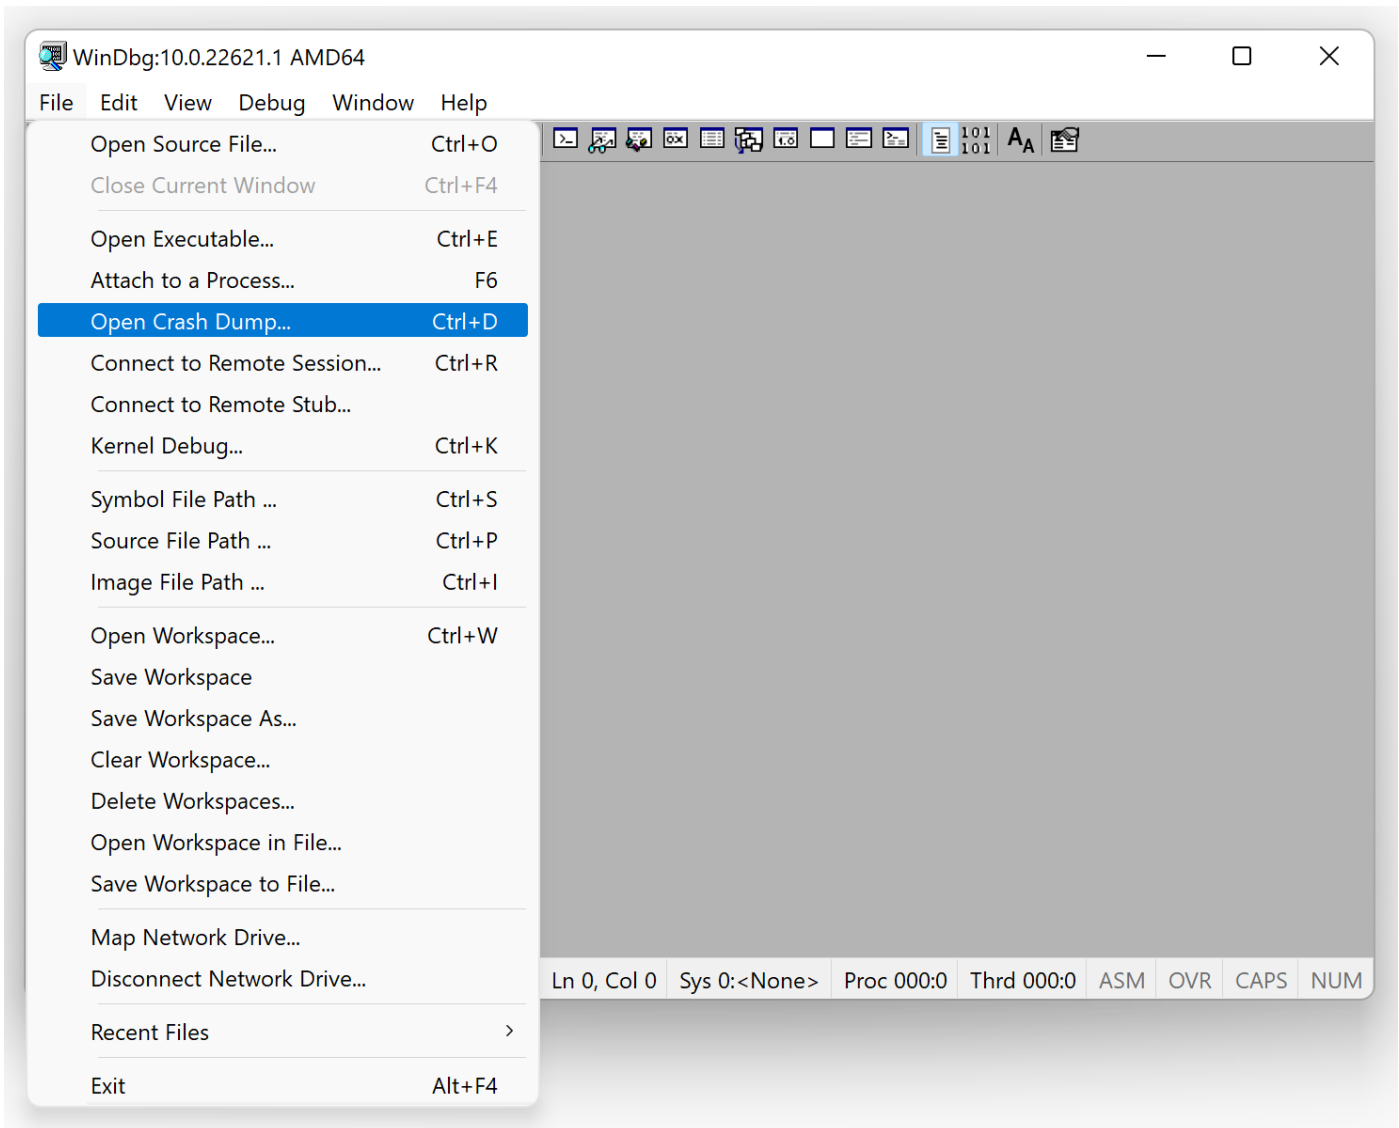 WinDbg:10.0.22621.1 AMD64
File Edit View Debug Window Help
Open Source File... Ctrl+O
Close Current Window Ctrl+F4
Open Executable... Ctrl+E
Attach to a Process... F6
Open Crash Dump... Ctrl+D
Connect to Remote Session... Ctrl+R
Connect to Remote Stub...
Kernel Debug... Ctrl+K
Symbol File Path ... Ctrl+S
Source File Path ... Ctrl+P
Image File Path ... Ctrl+I
Open Workspace... Ctrl+W
Save Workspace
Save Workspace As...
Clear Workspace...
Delete Workspaces...
Open Workspace in File...
Save Workspace to File...
Map Network Drive...
Disconnect Network Drive...
Recent Files
Exit Alt+F4
Ln 0, Col 0 Sys 0:<None> Proc 000:0 Thrd 000:0 ASM OVR CAPS NUM